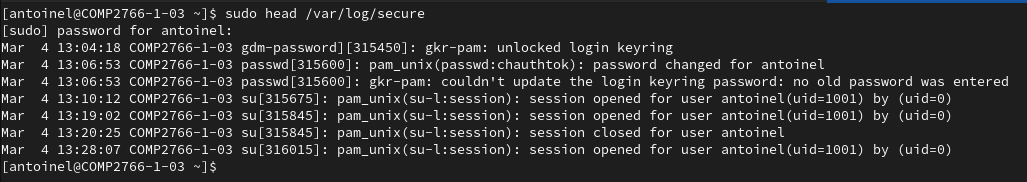 [antoinel@COMP2766-1-03 ~]$ sudo head /var/log/secure
[sudo] password for antoinel:
Mar  4 13:04:18 COMP2766-1-03 gdm-password][315450]: gkr-pam: unlocked login keyring
Mar  4 13:06:53 COMP2766-1-03 passwd[315600]: pam_unix(passwd:chauthtok): password changed for antoinel
Mar  4 13:06:53 COMP2766-1-03 passwd[315600]: gkr-pam: couldn't update the login keyring password: no old password was entered
Mar  4 13:10:12 COMP2766-1-03 su[315675]: pam_unix(su-l:session): session opened for user antoinel(uid=1001) by (uid=0)
Mar  4 13:19:02 COMP2766-1-03 su[315845]: pam_unix(su-l:session): session opened for user antoinel(uid=1001) by (uid=0)
Mar  4 13:20:25 COMP2766-1-03 su[315845]: pam_unix(su-l:session): session closed for user antoinel
Mar  4 13:28:07 COMP2766-1-03 su[316015]: pam_unix(su-l:session): session opened for user antoinel(uid=1001) by (uid=0)
[antoinel@COMP2766-1-03 ~]$